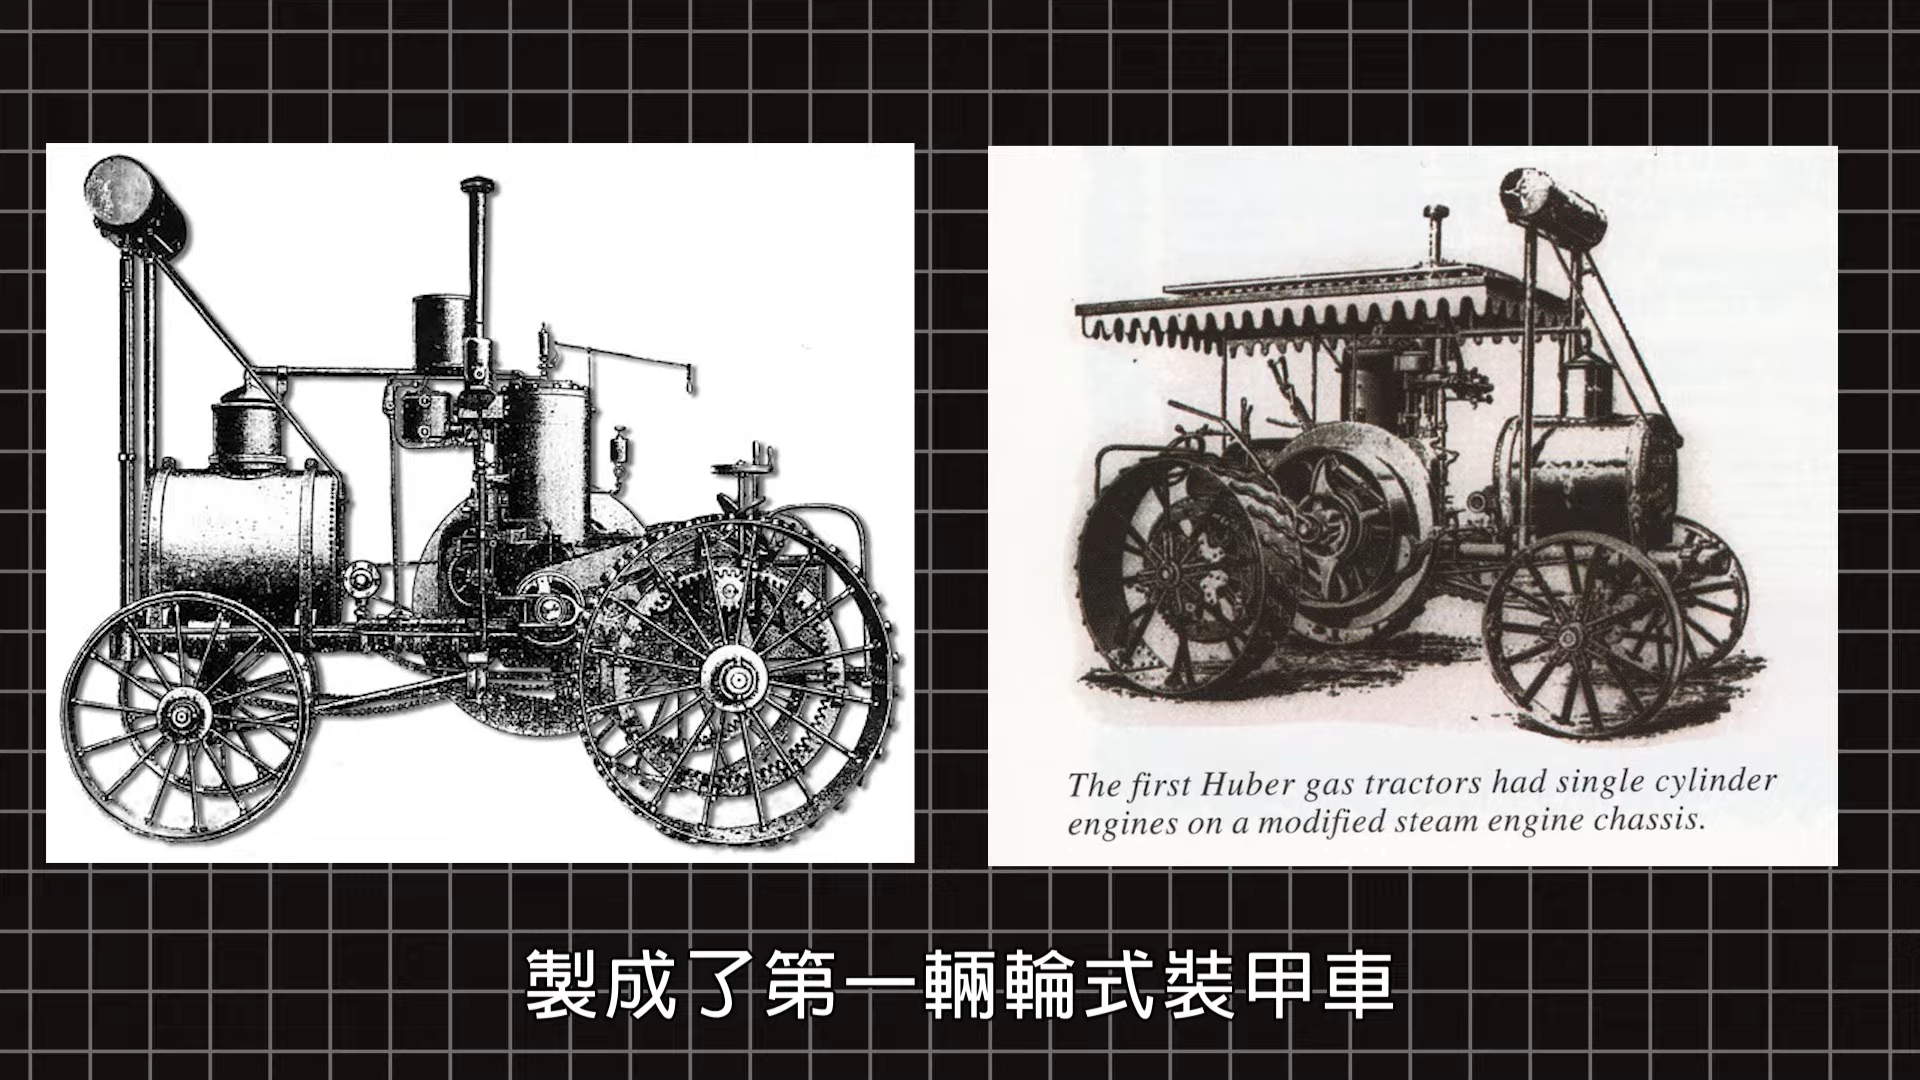 The first Huber gas tractors had single cylinder
engines on a modified steam engine chassis.
製成了第一輛輪式裝甲車